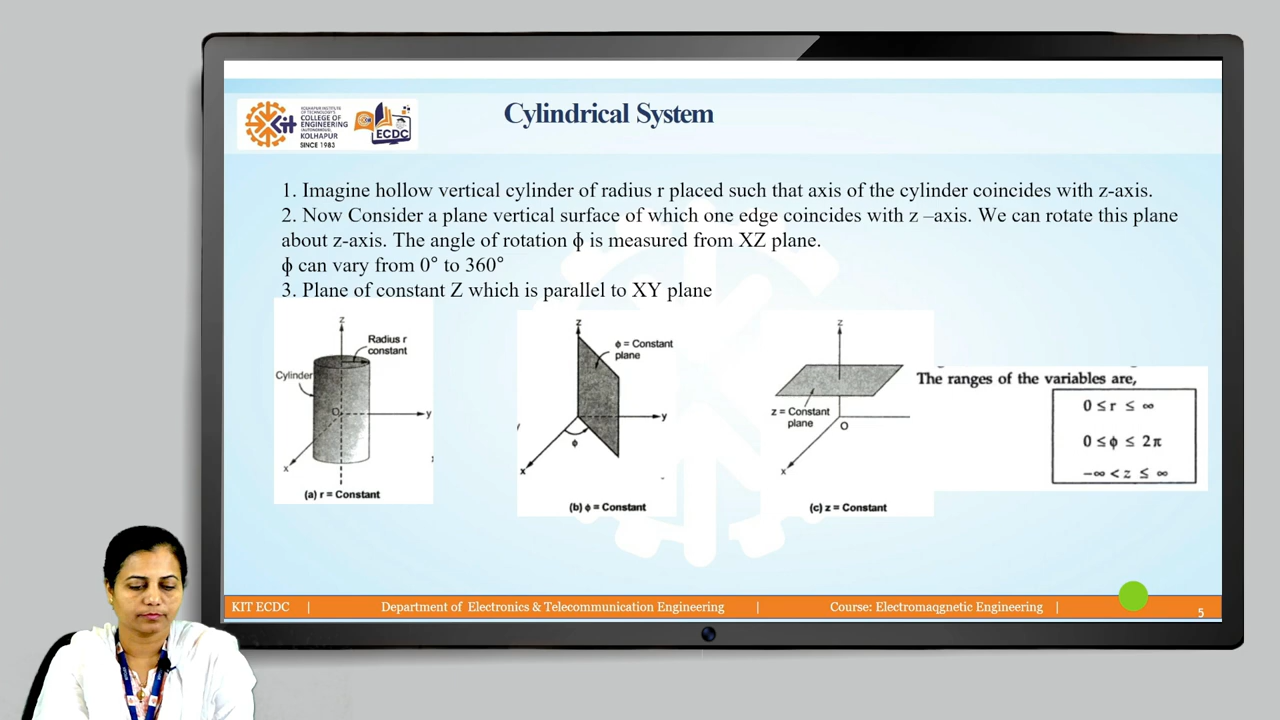 KOLHAPUR INSTITUTE
OF TECHNOLOGY'S
COLLEGE OF
ENGINEERING
(AUTONOMOUS)
KOLHAPUR
SINCE 1983
ECDC
Cylindrical System
1. Imagine hollow vertical cylinder of radius r placed such that axis of the cylinder coincides with z-axis.
2. Now Consider a plane vertical surface of which one edge coincides with z –axis. We can rotate this plane
about z-axis. The angle of rotation ϕ is measured from XZ plane.
ϕ can vary from 0° to 360°
3. Plane of constant Z which is parallel to XY plane
z
Radius r
constant
Cylinder
O
y
x
(a) r = Constant
z
ϕ = Constant
plane
y
ϕ
x
(b) ϕ = Constant
z
z = Constant
plane
O
x
(c) z = Constant
The ranges of the variables are,
0 ≤ r ≤ ∞
0 ≤ ϕ ≤ 2π
-∞ < z ≤ ∞
KIT ECDC | Department of Electronics & Telecommunication Engineering | Course: Electromaqgnetic Engineering |
5